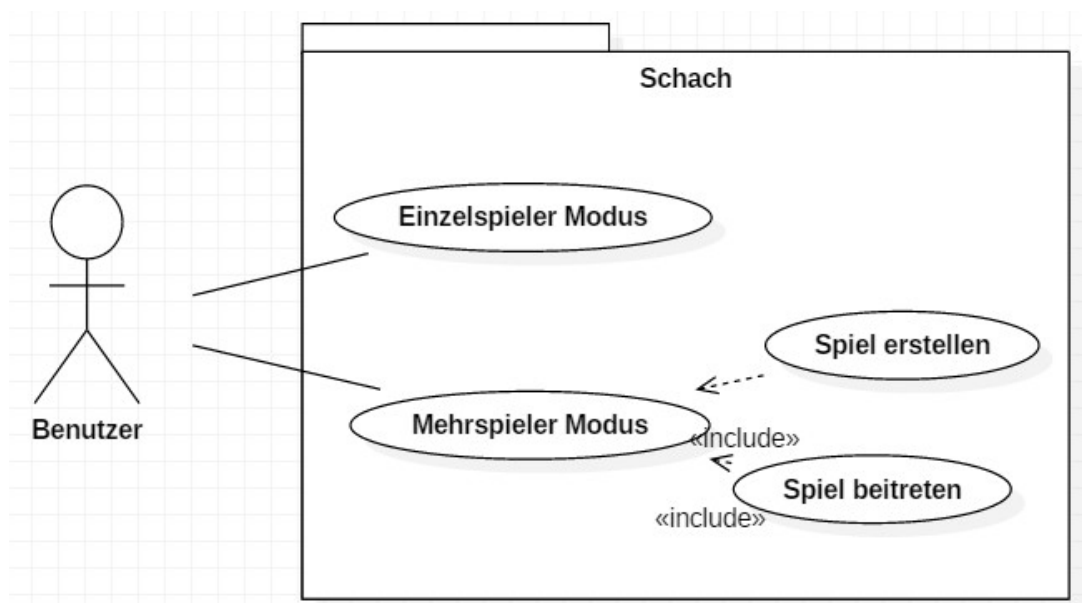 Schach
Einzelspieler Modus
Spiel erstellen
Mehrspieler Modus
«include»
Benutzer
Spiel beitreten
«include»